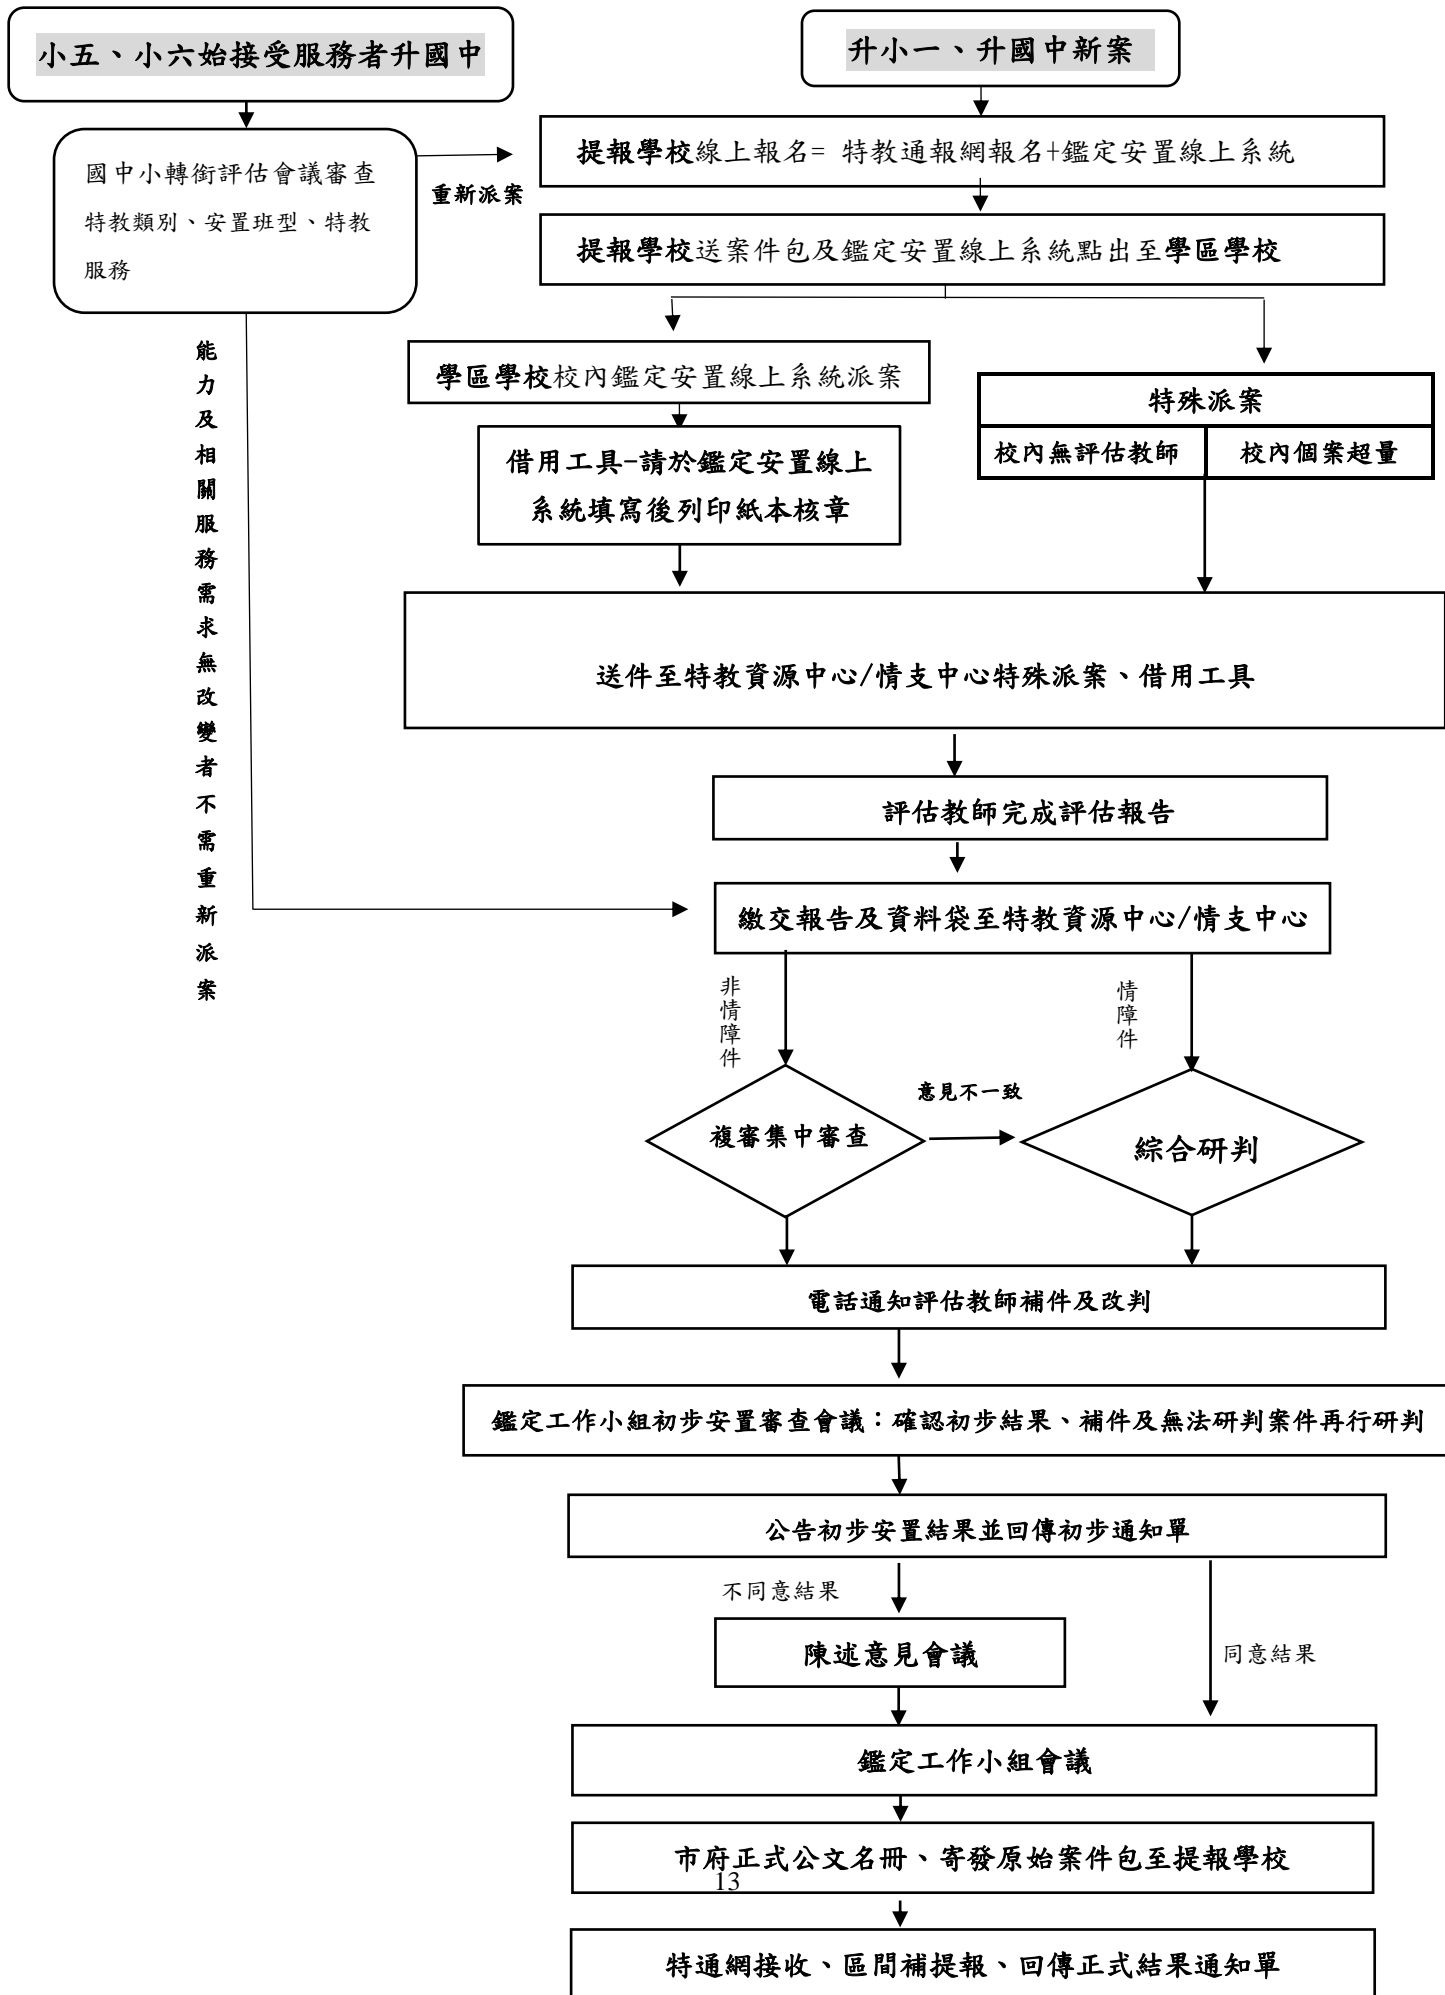 小五、小六始接受服務者升國中
升小一、升國中新案
國中小轉銜評估會議審查
特教類別、安置班型、特教
服務
重新派案
提報學校線上報名= 特教通報網報名+鑑定安置線上系統
提報學校送案件包及鑑定安置線上系統點出至學區學校
能力及相關服務需求無改變者不需重新派案
學區學校校內鑑定安置線上系統派案
特殊派案
校內無評估教師
校內個案超量
借用工具-請於鑑定安置線上
系統填寫後列印紙本核章
送件至特教資源中心/情支中心特殊派案、借用工具
評估教師完成評估報告
繳交報告及資料袋至特教資源中心/情支中心
非情障件
情障件
複審集中審查
意見不一致
綜合研判
電話通知評估教師補件及改判
鑑定工作小組初步安置審查會議：確認初步結果、補件及無法研判案件再行研判
公告初步安置結果並回傳初步通知單
不同意結果
陳述意見會議
同意結果
鑑定工作小組會議
市府正式公文名冊、寄發原始案件包至提報學校
13
特通網接收、區間補提報、回傳正式結果通知單